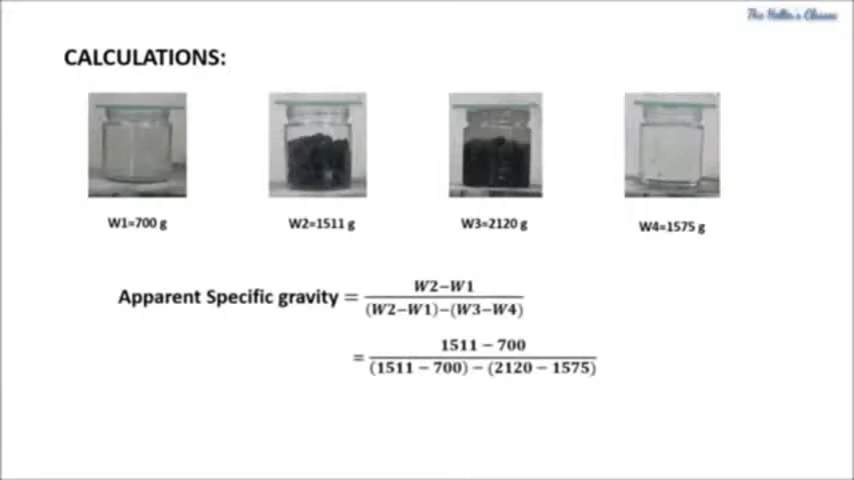 CALCULATIONS:
W1=700 g
W2=1511 g
W3=2120 g
W4=1575 g
Apparent Specific gravity = W2−W1 / (W2−W1)−(W3−W4)
= 1511 − 700 / (1511 − 700) − (2120 − 1575)